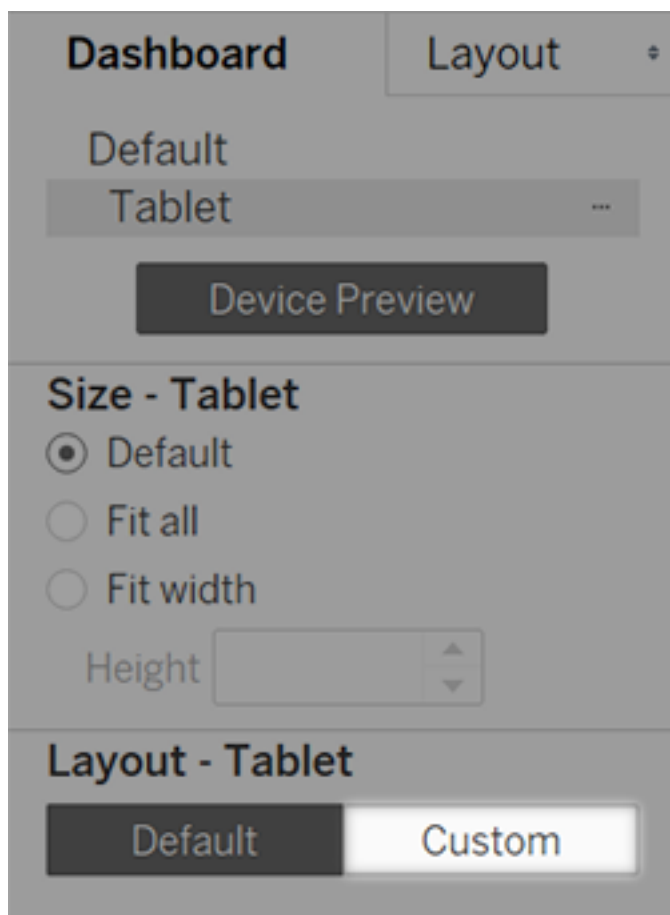 Dashboard Layout
Default
Tablet ...
Device Preview
Size - Tablet
Default
Fit all
Fit width
Height
Layout - Tablet
Default Custom